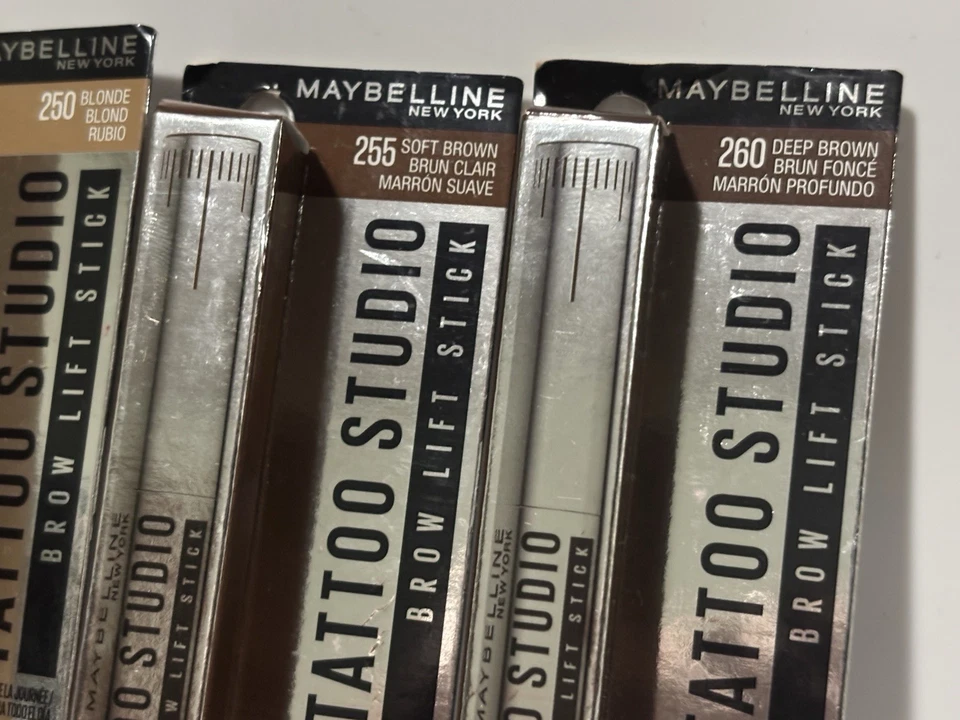 MAYBELLINE
NEW YORK
250 BLONDE
BLOND
RUBIO
STUDIO
BROW LIFT STICK
MAYBELLINE
NEW YORK
STUDIO
LIFT STICK
MAYBELLINE
NEW YORK
255 SOFT BROWN
BRUN CLAIR
MARRÓN SUAVE
TATTOO STUDIO
BROW LIFT STICK
MAYBELLINE
NEW YORK
STUDIO
LIFT STICK
MAYBELLINE
NEW YORK
260 DEEP BROWN
BRUN FONCÉ
MARRÓN PROFUNDO
TATTOO STUDIO
BROW LIFT STICK